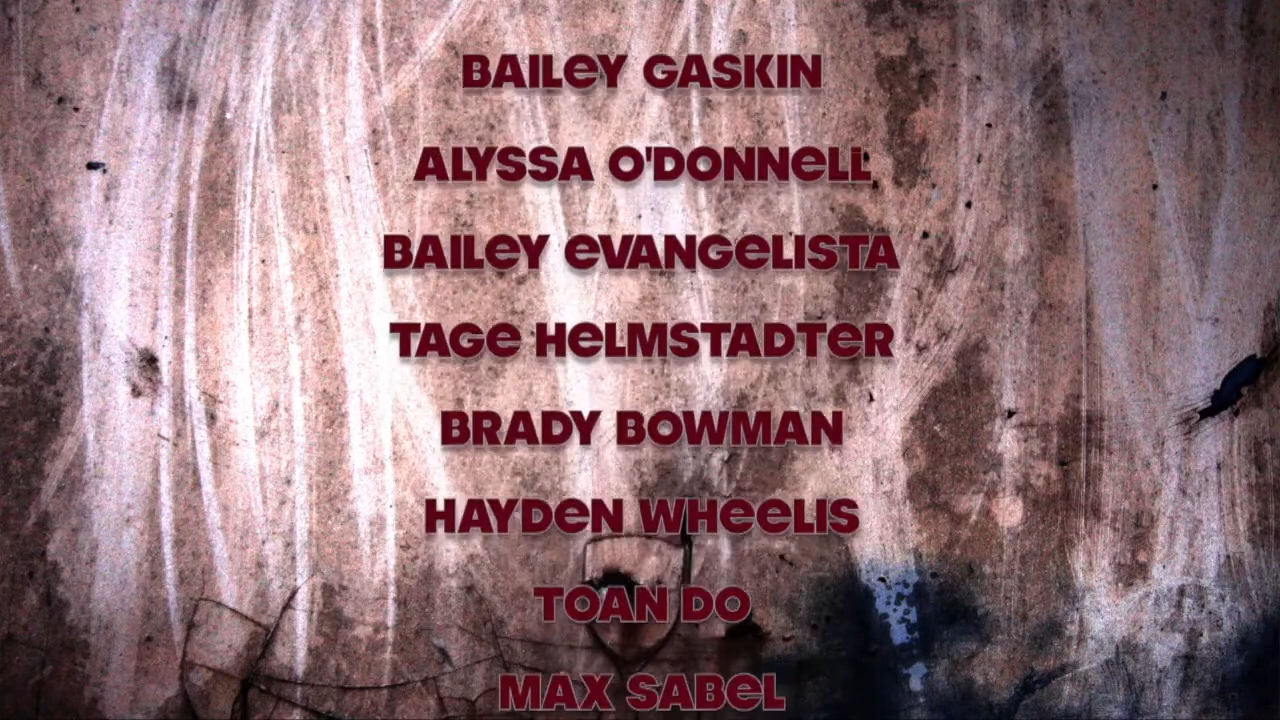 BAILEY GASKIN
ALYSSA O'DONNELL
BAILEY EVANGELISTA
TAGE HELMSTADTER
BRADY BOWMAN
HAYDEN WHEELIS
TOAN DO
MAX SABEL